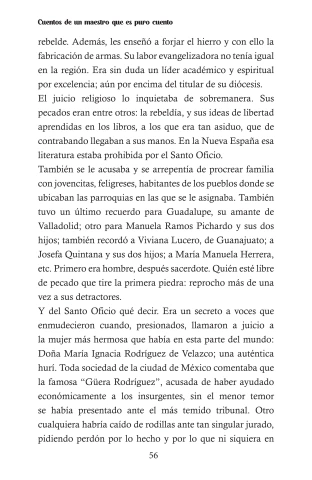 Cuentos de un maestro que es puro cuento
rebelde. Además, les enseñó a forjar el hierro y con ello la
fabricación de armas. Su labor evangelizadora no tenía igual
en la región. Era sin duda un líder académico y espiritual
por excelencia; aún por encima del titular de su diócesis.
El juicio religioso lo inquietaba de sobremanera. Sus
pecados eran entre otros: la rebeldía, y sus ideas de libertad
aprendidas en los libros, a los que era tan asiduo, que de
contrabando llegaban a sus manos. En la Nueva España esa
literatura estaba prohibida por el Santo Oficio.
También se le acusaba y se arrepentía de procrear familia
con jovencitas, feligreses, habitantes de los pueblos donde se
ubicaban las parroquias en las que se le asignaba. También
tuvo un último recuerdo para Guadalupe, su amante de
Valladolid; otro para Manuela Ramos Pichardo y sus dos
hijos; también recordó a Viviana Lucero, de Guanajuato; a
Josefa Quintana y sus dos hijos; a María Manuela Herrera,
etc. Primero era hombre, después sacerdote. Quién esté libre
de pecado que tire la primera piedra: reprocho más de una
vez a sus detractores.
Y del Santo Oficio qué decir. Era un secreto a voces que
enmudecieron cuando, presionados, llamaron a juicio a
la mujer más hermosa que había en esta parte del mundo:
Doña María Ignacia Rodríguez de Velazco; una auténtica
hurí. Toda sociedad de la ciudad de México comentaba que
la famosa “Güera Rodríguez”, acusada de haber ayudado
económicamente a los insurgentes, sin el menor temor
se había presentado ante el más temido tribunal. Otro
cualquiera habría caído de rodillas ante tan singular jurado,
pidiendo perdón por lo hecho y por lo que ni siquiera en
56